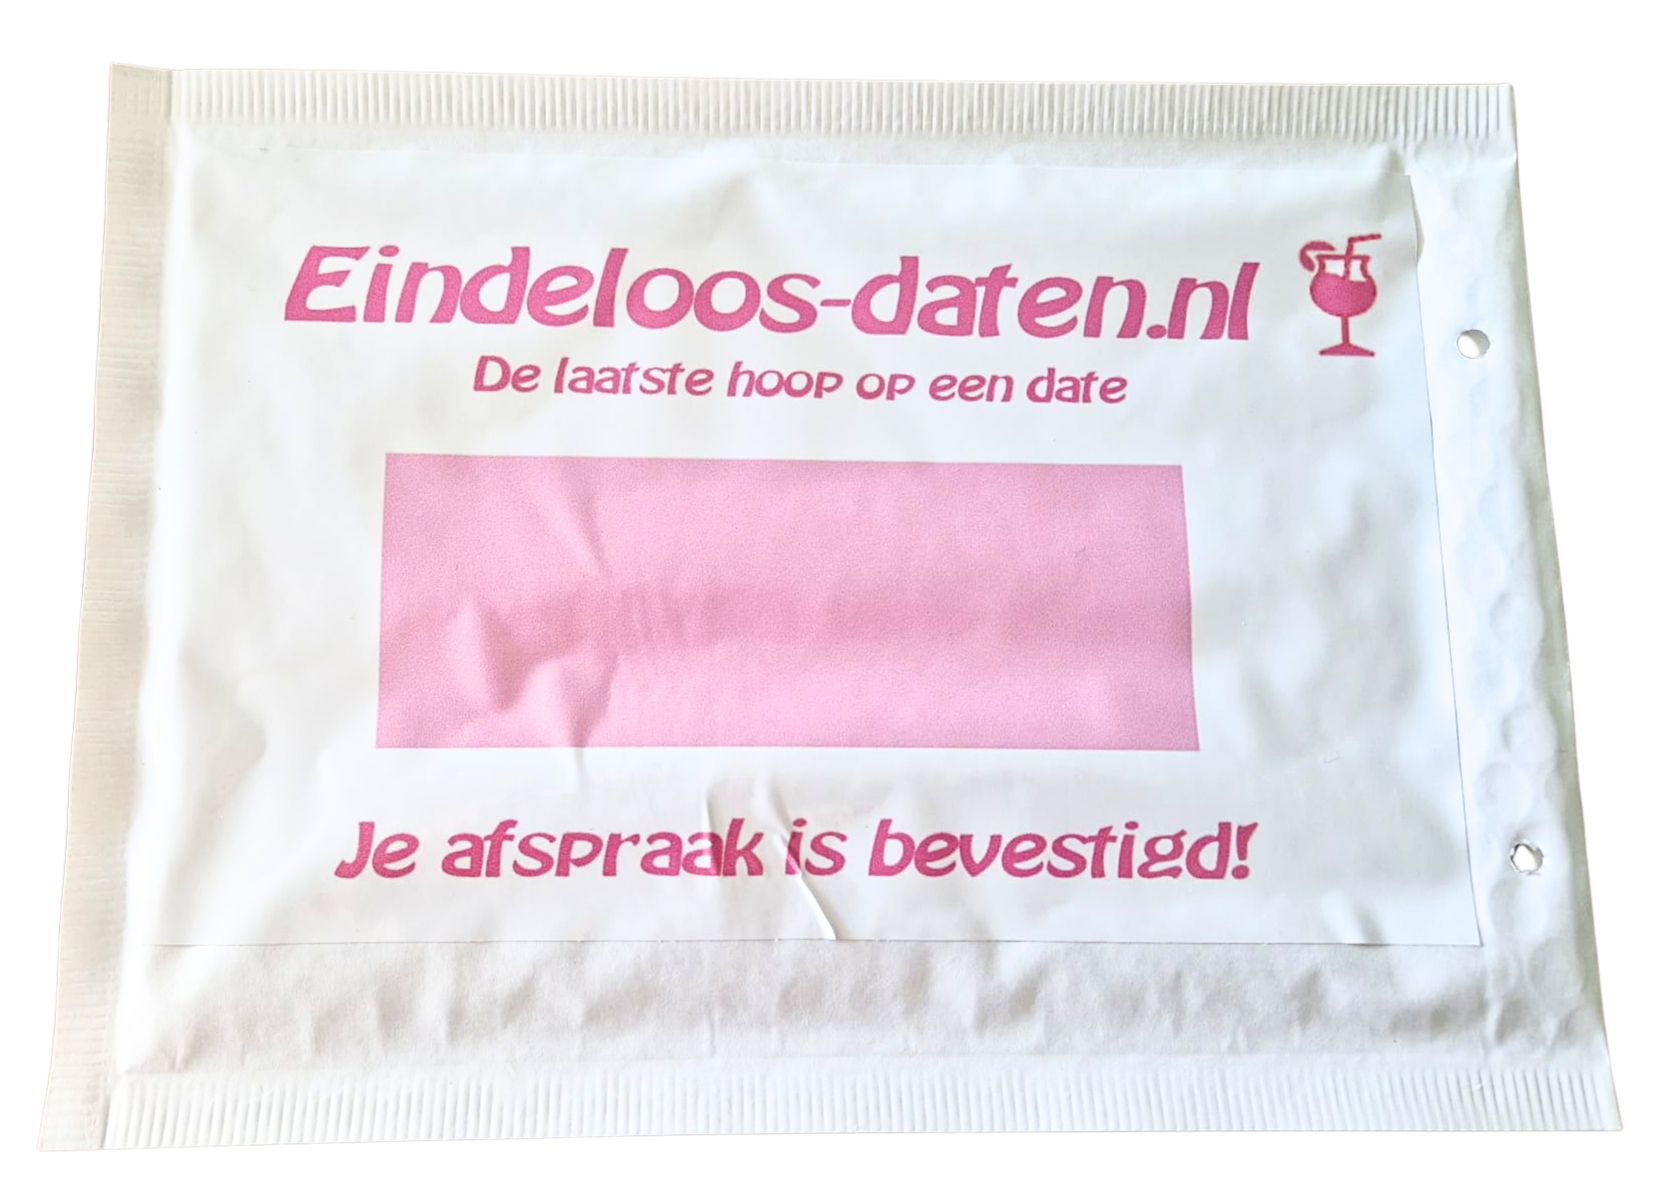 Eindeloos-daten.nl
De laatste hoop op een date
Je afspraak is bevestigd!